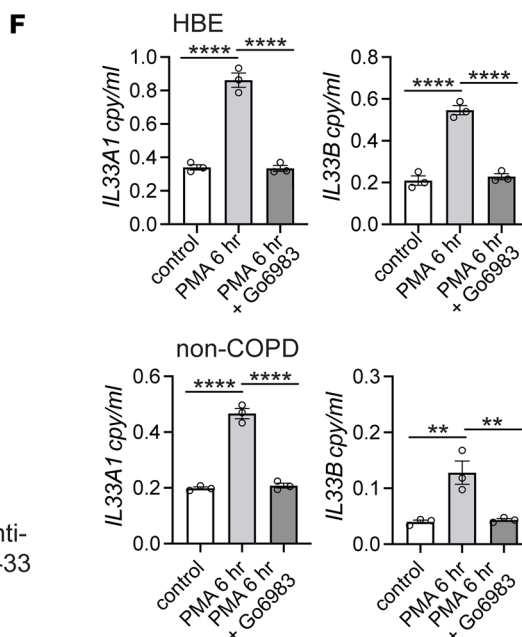 F
HBE
IL33A1 cpy/ml
1.0
0.8
0.6
0.4
0.2
0.0
****
****
control
PMA 6 hr
PMA 6 hr
+ Go6983
IL33B cpy/ml
0.8
0.6
0.4
0.2
0.0
****
****
control
PMA 6 hr
PMA 6 hr
+ Go6983
non-COPD
IL33A1 cpy/ml
0.6
0.4
0.2
0.0
****
****
control
PMA 6 hr
PMA 6 hr
+ Go6983
IL33B cpy/ml
0.3
0.2
0.1
0.0
**
**
control
PMA 6 hr
PMA 6 hr
+ Go6983
nti-
-33